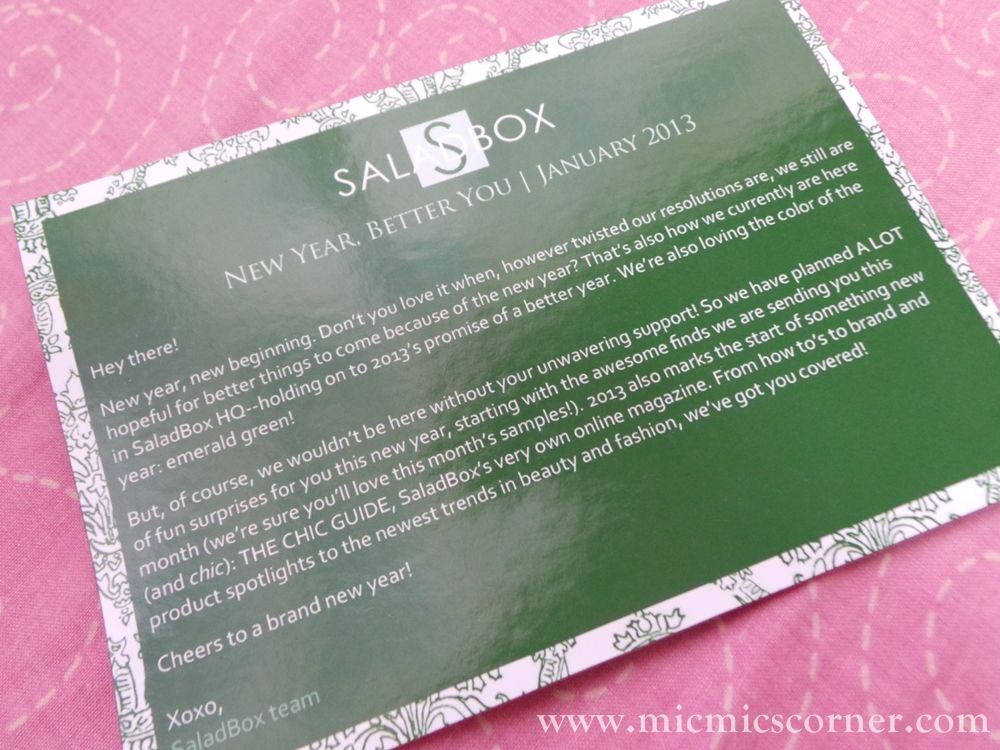 SALADBOX
S
NEW YEAR, BETTER YOU | JANUARY 2013
Hey there!
New year, new beginning. Don't you love it when, however twisted our resolutions are, we still are
hopeful for better things to come because of the new year? That's also how we currently are here
in SaladBox HQ--holding on to 2013's promise of a better year. We're also loving the color of the
year: emerald green!
But, of course, we wouldn't be here without your unwavering support! So we have planned A LOT
of fun surprises for you this new year, starting with the awesome finds we are sending you this
month (we're sure you'll love this month's samples!). 2013 also marks the start of something new
(and chic): THE CHIC GUIDE, SaladBox's very own online magazine. From how to's to brand and
product spotlights to the newest trends in beauty and fashion, we've got you covered!
Cheers to a brand new year!
Xoxo,
SaladBox team
www.micmicscorner.com